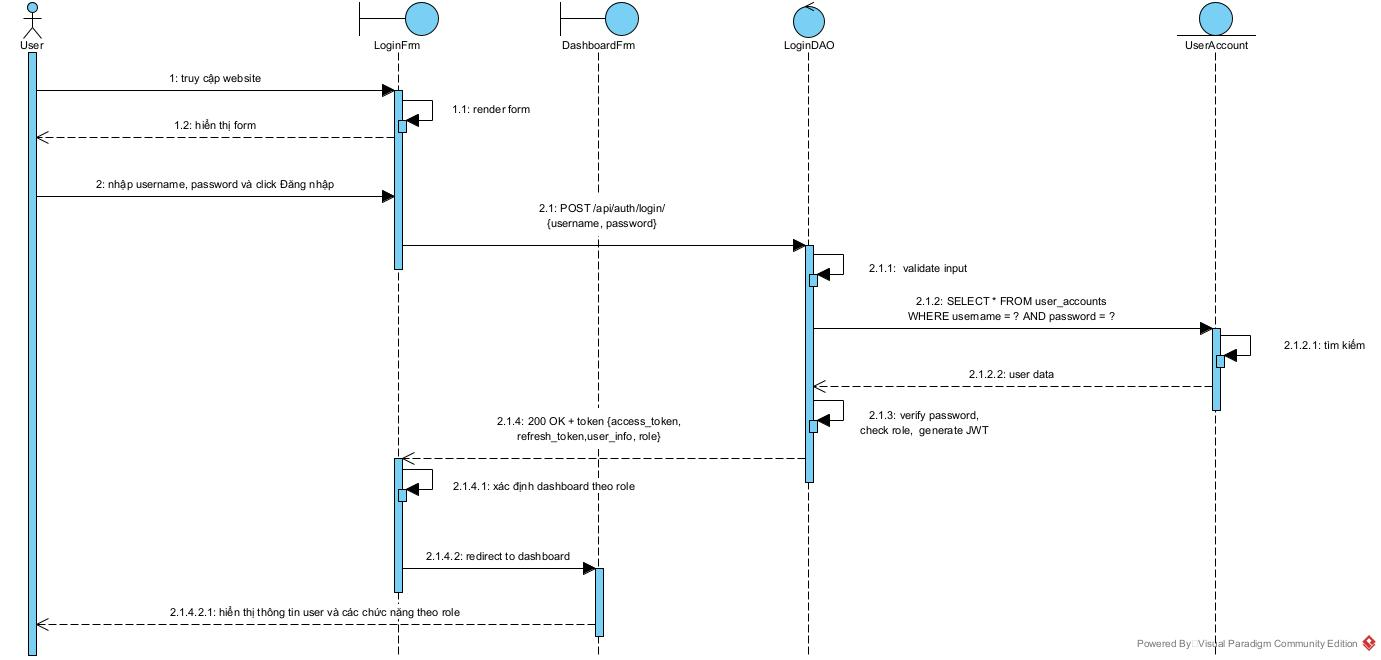 User
LoginFrm
DashboardFrm
LoginDAO
UserAccount
1: truy cập website
1.1: render form
1.2: hiển thị form
2: nhập username, password và click Đăng nhập
2.1: POST /api/auth/login/
{username, password}
2.1.1: validate input
2.1.2: SELECT * FROM user_accounts
WHERE username = ? AND password = ?
2.1.2.1: tìm kiếm
2.1.2.2: user data
2.1.3: verify password,
check role, generate JWT
2.1.4: 200 OK + token {access_token,
refresh_token,user_info, role}
2.1.4.1: xác định dashboard theo role
2.1.4.2: redirect to dashboard
2.1.4.2.1: hiển thị thông tin user và các chức năng theo role
Powered By Visual Paradigm Community Edition